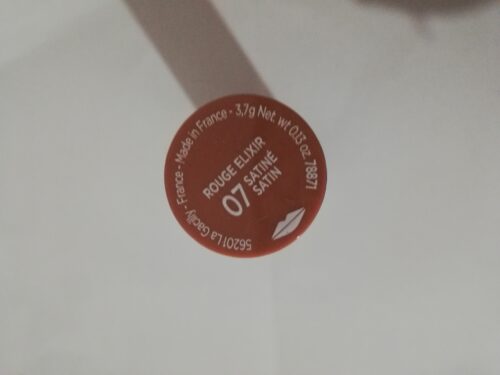 56201 La Gacilly - France - Made in France - 3,7g Net. wt 0.13 oz. 78871
ROUGE ELIXIR
07
SATINÉ
SATIN